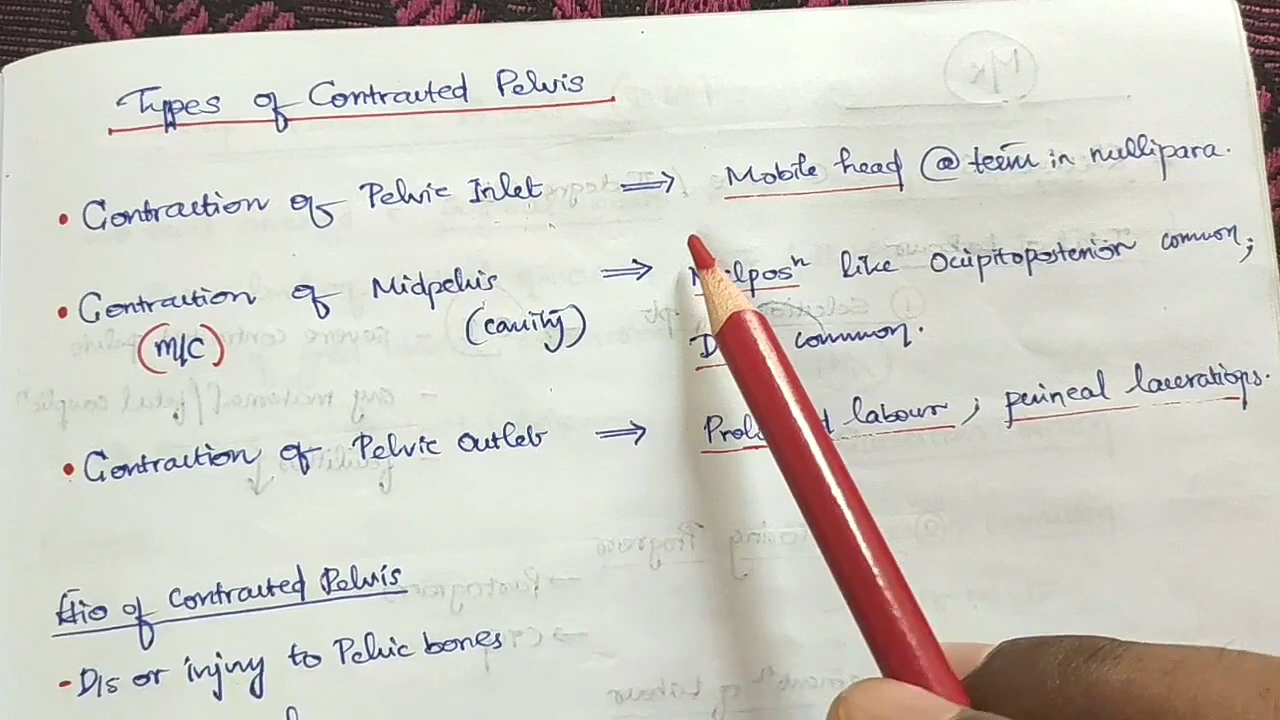 Types of Contracted Pelvis
• Contraction of Pelvic Inlet ⇒ Mobile head @ term in nullipara.
• Contraction of Midpelvis ⇒ like Occipitoposterior common;
(M/C) (cavity) common.
• Contraction of Pelvic Outlet ⇒ labour ; perineal lacerations.
Etio of Contracted Pelvis
- Dis or injury to Pelvic bones